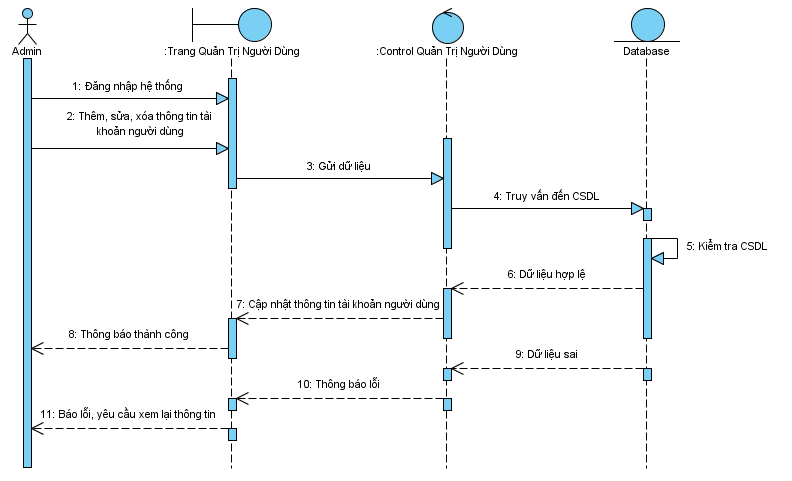 Admin
:Trang Quản Trị Người Dùng
:Control Quản Trị Người Dùng
Database
1: Đăng nhập hệ thống
2: Thêm, sửa, xóa thông tin tài
khoản người dùng
3: Gửi dữ liệu
4: Truy vấn đến CSDL
5: Kiểm tra CSDL
6: Dữ liệu hợp lệ
7: Cập nhật thông tin tài khoản người dùng
8: Thông báo thành công
9: Dữ liệu sai
10: Thông báo lỗi
11: Báo lỗi, yêu cầu xem lại thông tin